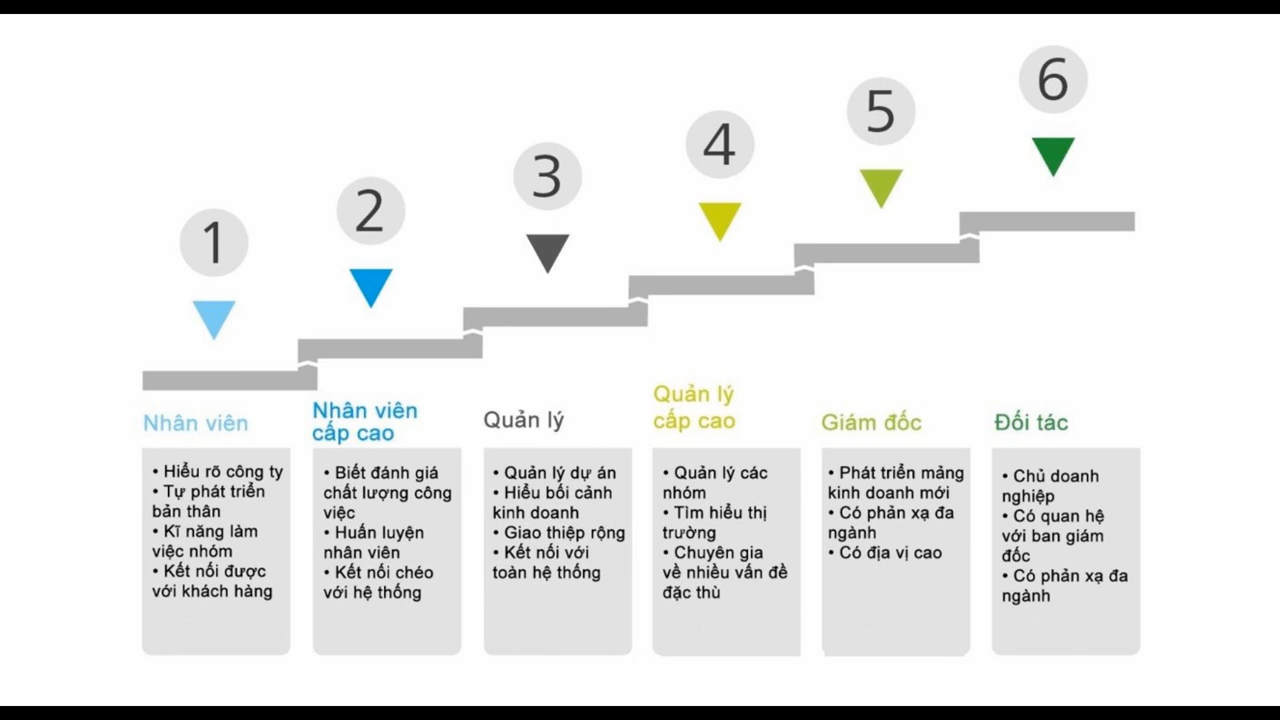 1
2
3
4
5
6
Nhân viên
• Hiểu rõ công ty
• Tự phát triển
bản thân
• Kĩ năng làm
việc nhóm
• Kết nối được
với khách hàng
Nhân viên
cấp cao
• Biết đánh giá
chất lượng công
việc
• Huấn luyện
nhân viên
• Kết nối chéo
với hệ thống
Quản lý
• Quản lý dự án
• Hiểu bối cảnh
kinh doanh
• Giao thiệp rộng
• Kết nối với
toàn hệ thống
Quản lý
cấp cao
• Quản lý các
nhóm
• Tìm hiểu thị
trường
• Chuyên gia
về nhiều vấn đề
đặc thù
Giám đốc
• Phát triển mảng
kinh doanh mới
• Có phản xạ đa
ngành
• Có địa vị cao
Đối tác
• Chủ doanh
nghiệp
• Có quan hệ
với ban giám
đốc
• Có phản xạ đa
ngành